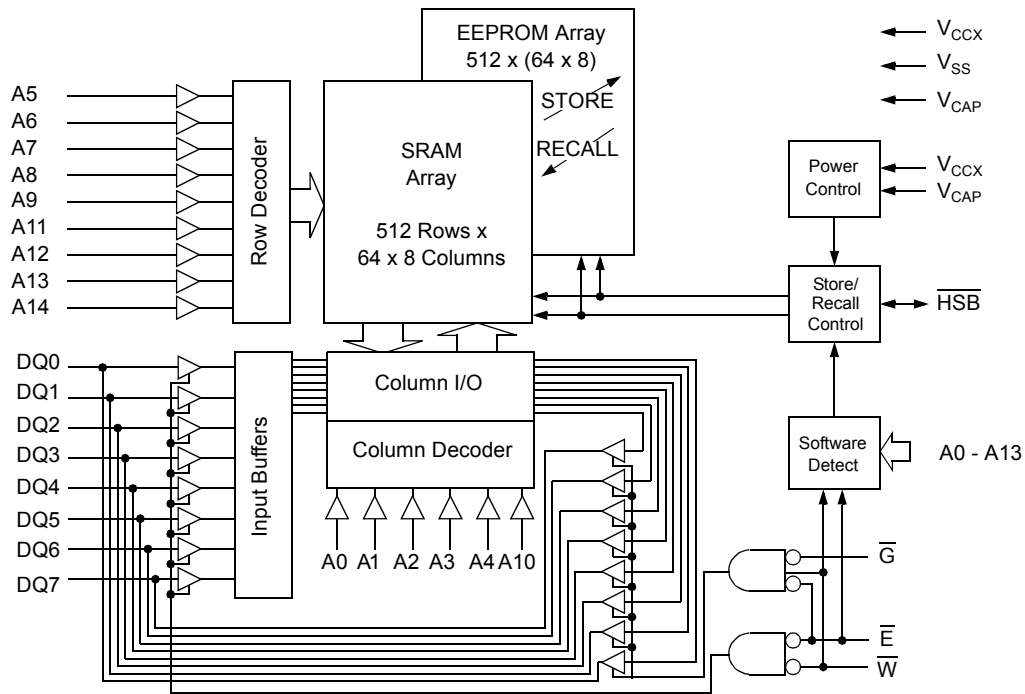 EEPROM Array
512 x (64 x 8)
STORE
RECALL
SRAM
Array
512 Rows x
64 x 8 Columns
A5
A6
A7
A8
A9
A11
A12
A13
A14
Row Decoder
VCCX
VSS
VCAP
Power
Control
VCCX
VCAP
Store/
Recall
Control
HSB
DQ0
DQ1
DQ2
DQ3
DQ4
DQ5
DQ6
DQ7
Input Buffers
Column I/O
Column Decoder
A0 A1 A2 A3 A4 A10
Software
Detect
A0 - A13
G
E
W